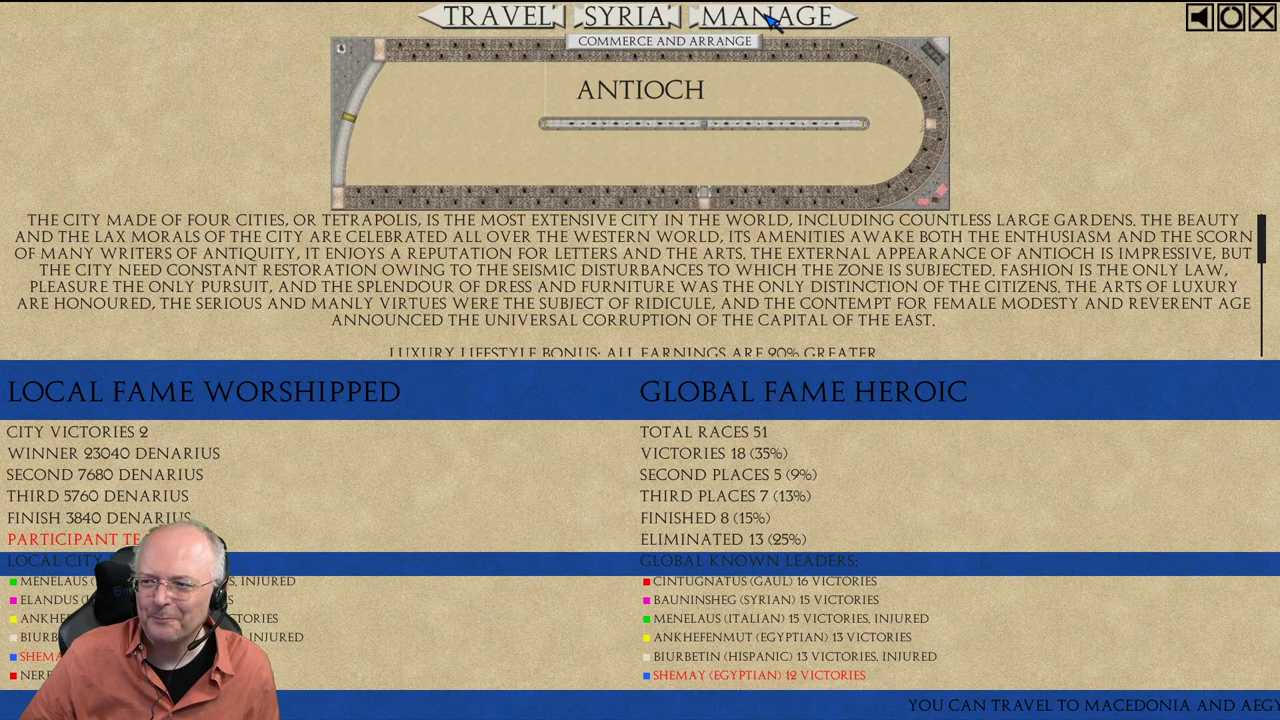 TRAVEL SYRIA MANAGE
COMMERCE AND ARRANGE
ANTIOCH
THE CITY MADE OF FOUR CITIES, OR TETRAPOLIS, IS THE MOST EXTENSIVE CITY IN THE WORLD, INCLUDING COUNTLESS LARGE GARDENS. THE BEAUTY
AND THE LAX MORALS OF THE CITY ARE CELEBRATED ALL OVER THE WESTERN WORLD, ITS AMENITIES AWAKE BOTH THE ENTHUSIASM AND THE SCORN
OF MANY WRITERS OF ANTIQUITY, IT ENJOYS A REPUTATION FOR LETTERS AND THE ARTS. THE EXTERNAL APPEARANCE OF ANTIOCH IS IMPRESSIVE, BUT
THE CITY NEED CONSTANT RESTORATION OWING TO THE SEISMIC DISTURBANCES TO WHICH THE ZONE IS SUBJECTED. FASHION IS THE ONLY LAW,
PLEASURE THE ONLY PURSUIT, AND THE SPLENDOUR OF DRESS AND FURNITURE WAS THE ONLY DISTINCTION OF THE CITIZENS. THE ARTS OF LUXURY
ARE HONOURED, THE SERIOUS AND MANLY VIRTUES WERE THE SUBJECT OF RIDICULE, AND THE CONTEMPT FOR FEMALE MODESTY AND REVERENT AGE
ANNOUNCED THE UNIVERSAL CORRUPTION OF THE CAPITAL OF THE EAST.
LUXURY LIFESTYLE BONUS: ALL EARNINGS ARE 20% GREATER
LOCAL FAME WORSHIPPED
CITY VICTORIES 2
WINNER 23040 DENARIUS
SECOND 7680 DENARIUS
THIRD 5760 DENARIUS
FINISH 3840 DENARIUS
PARTICIPANT TE
LOCAL CITY
MENELAUS S, INJURED
ELANDUS S
ANKHEF CTORIES
BIURB INJURED
SHEMA
NERF
GLOBAL FAME HEROIC
TOTAL RACES 51
VICTORIES 18 (35%)
SECOND PLACES 5 (9%)
THIRD PLACES 7 (13%)
FINISHED 8 (15%)
ELIMINATED 13 (25%)
GLOBAL KNOWN LEADERS:
CINTUGNATUS (GAUL) 16 VICTORIES
BAUNINSHEG (SYRIAN) 15 VICTORIES
MENELAUS (ITALIAN) 15 VICTORIES, INJURED
ANKHEFENMUT (EGYPTIAN) 13 VICTORIES
BIURBETIN (HISPANIC) 13 VICTORIES, INJURED
SHEMAY (EGYPTIAN) 12 VICTORIES
YOU CAN TRAVEL TO MACEDONIA AND AEGY